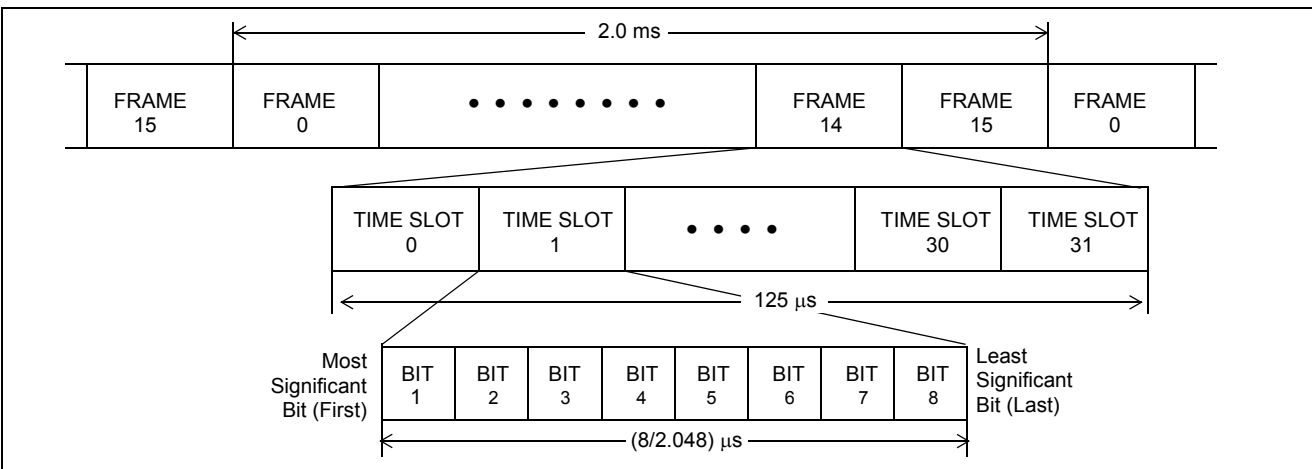 2.0 ms
FRAME 15
FRAME 0
FRAME 14
FRAME 15
FRAME 0
TIME SLOT 0
TIME SLOT 1
TIME SLOT 30
TIME SLOT 31
125 µs
Most
Significant
Bit (First)
BIT 1
BIT 2
BIT 3
BIT 4
BIT 5
BIT 6
BIT 7
BIT 8
Least
Significant
Bit (Last)
(8/2.048) µs